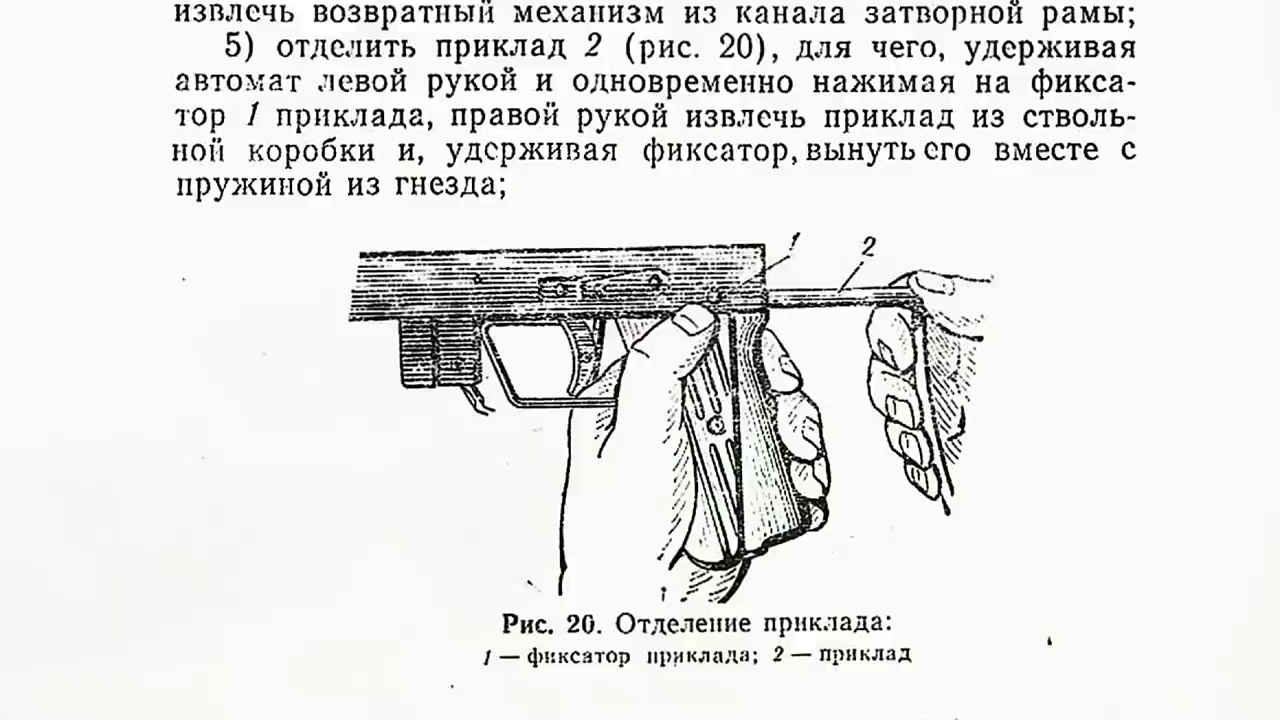 извлечь возвратный механизм из канала затворной рамы;
5) отделить приклад 2 (рис. 20), для чего, удерживая
автомат левой рукой и одновременно нажимая на фикса-
тор 1 приклада, правой рукой извлечь приклад из стволь-
ной коробки и, удерживая фиксатор, вынуть его вместе с
пружиной из гнезда;
1 2
Рис. 20. Отделение приклада:
1 — фиксатор приклада; 2 — приклад